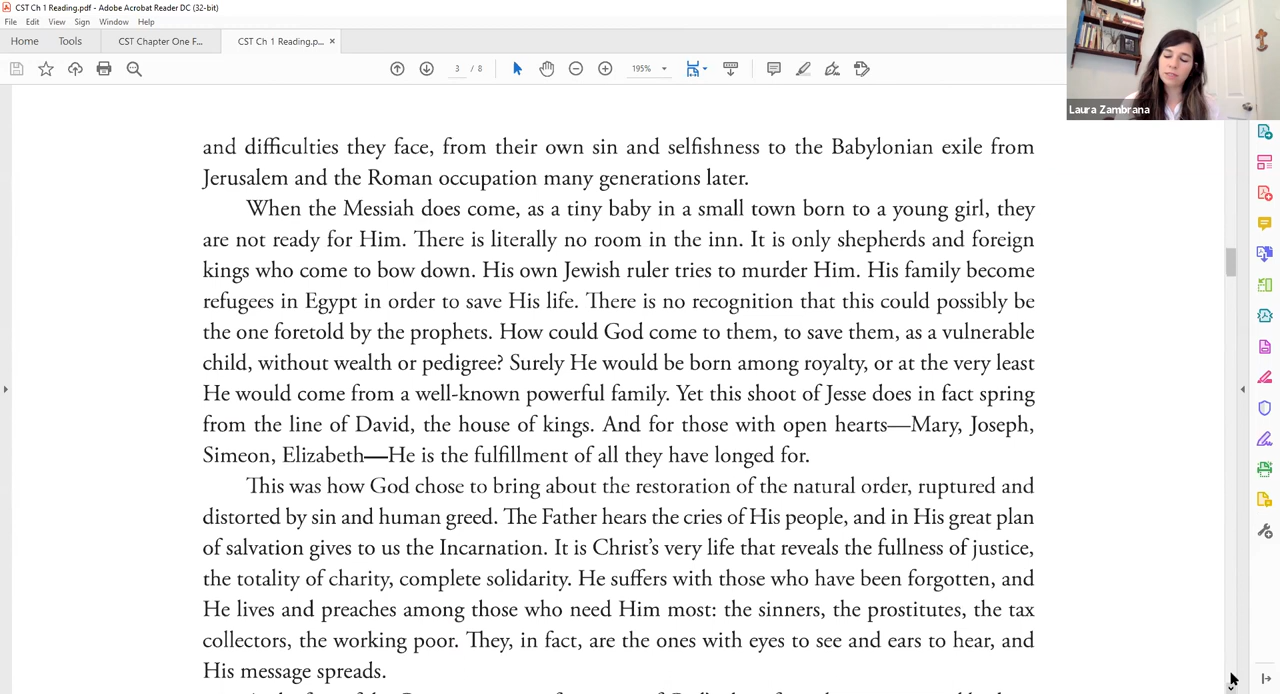 CST Ch 1 Reading.pdf - Adobe Acrobat Reader DC (32-bit)
File Edit View Sign Window Help
Home Tools CST Chapter One F... CST Ch 1 Reading.p... ×
3 / 8 195%
Laura Zambrana
and difficulties they face, from their own sin and selfishness to the Babylonian exile from
Jerusalem and the Roman occupation many generations later.
When the Messiah does come, as a tiny baby in a small town born to a young girl, they
are not ready for Him. There is literally no room in the inn. It is only shepherds and foreign
kings who come to bow down. His own Jewish ruler tries to murder Him. His family become
refugees in Egypt in order to save His life. There is no recognition that this could possibly be
the one foretold by the prophets. How could God come to them, to save them, as a vulnerable
child, without wealth or pedigree? Surely He would be born among royalty, or at the very least
He would come from a well-known powerful family. Yet this shoot of Jesse does in fact spring
from the line of David, the house of kings. And for those with open hearts—Mary, Joseph,
Simeon, Elizabeth—He is the fulfillment of all they have longed for.
This was how God chose to bring about the restoration of the natural order, ruptured and
distorted by sin and human greed. The Father hears the cries of His people, and in His great plan
of salvation gives to us the Incarnation. It is Christ's very life that reveals the fullness of justice,
the totality of charity, complete solidarity. He suffers with those who have been forgotten, and
He lives and preaches among those who need Him most: the sinners, the prostitutes, the tax
collectors, the working poor. They, in fact, are the ones with eyes to see and ears to hear, and
His message spreads.